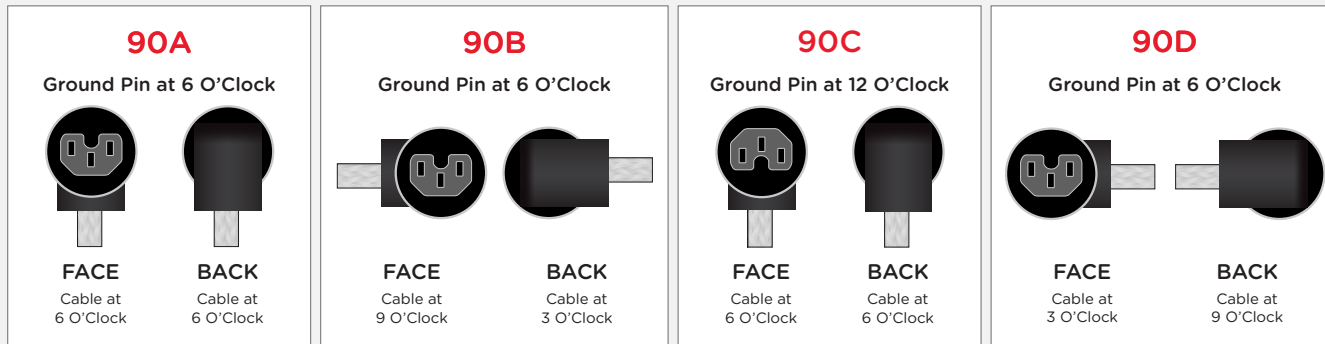 90A
Ground Pin at 6 O’Clock
FACE
Cable at
6 O’Clock
BACK
Cable at
6 O’Clock
90B
Ground Pin at 6 O’Clock
FACE
Cable at
9 O’Clock
BACK
Cable at
3 O’Clock
90C
Ground Pin at 12 O’Clock
FACE
Cable at
6 O’Clock
BACK
Cable at
6 O’Clock
90D
Ground Pin at 6 O’Clock
FACE
Cable at
3 O’Clock
BACK
Cable at
9 O’Clock